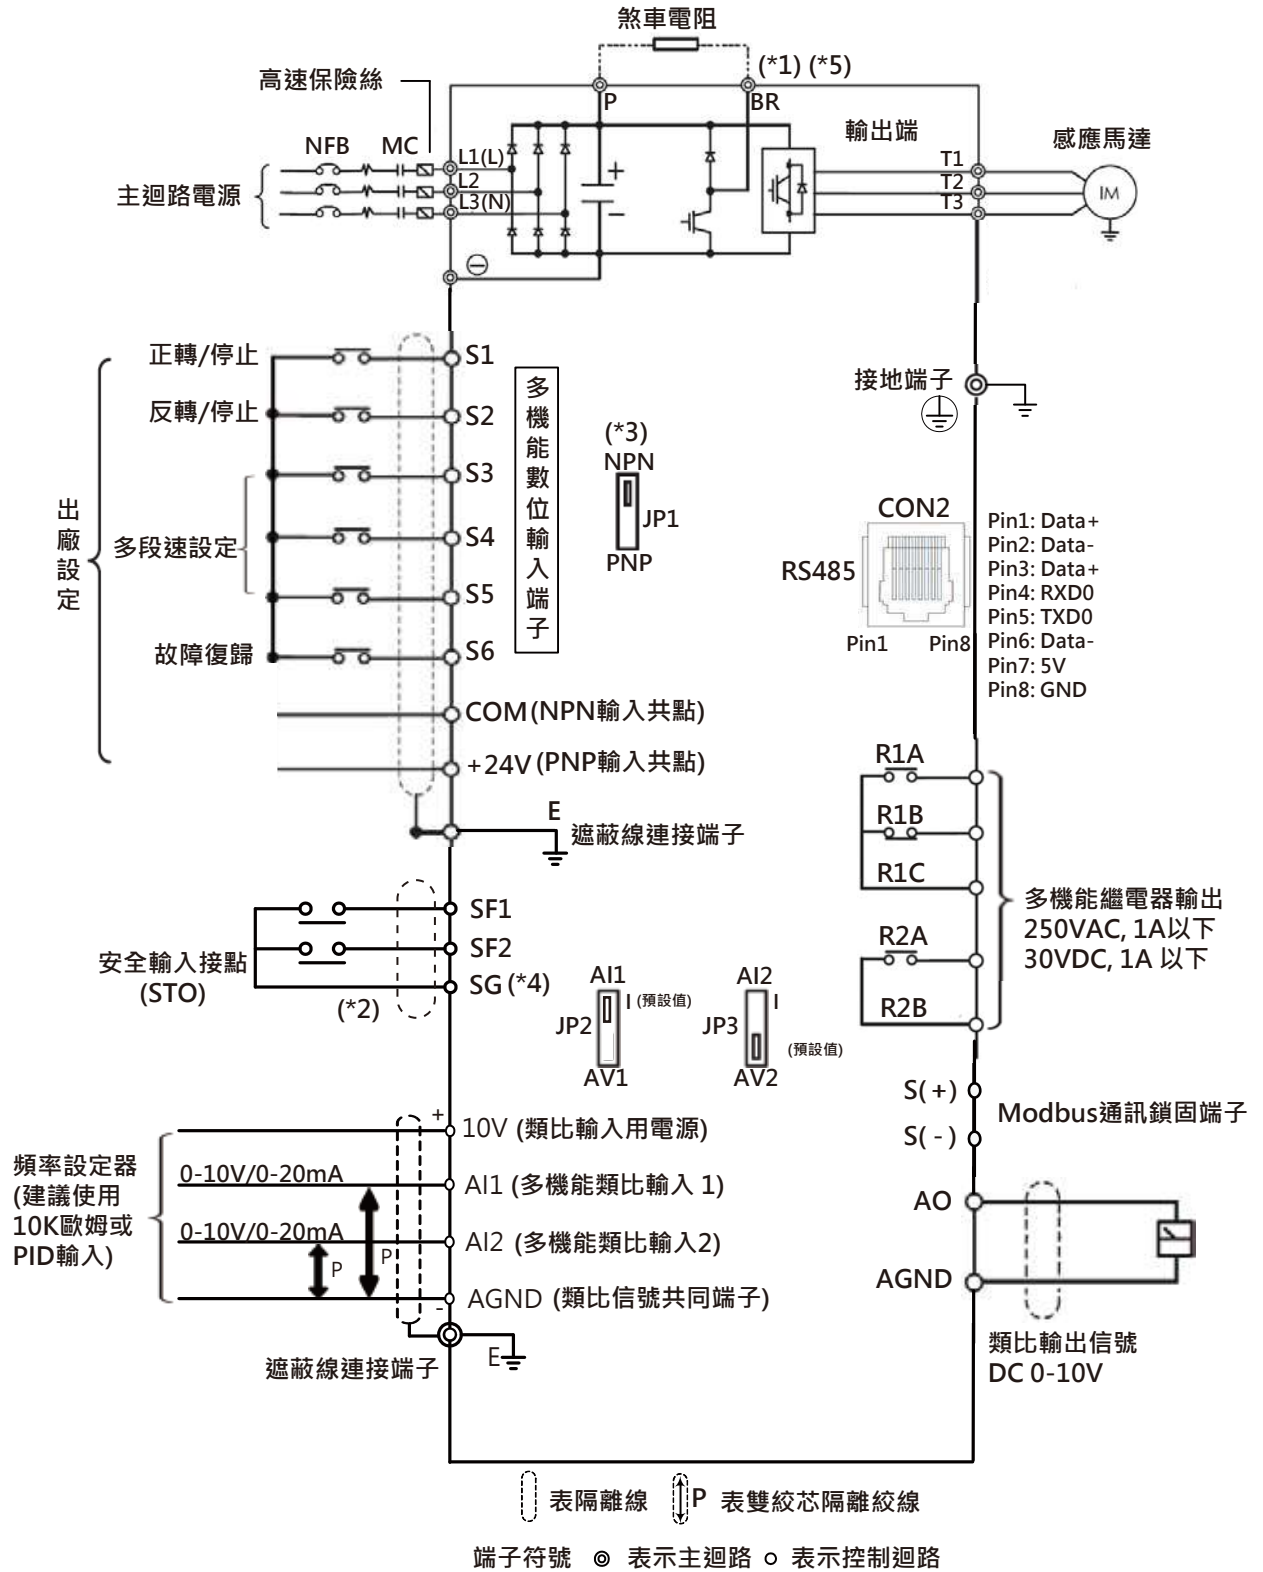 煞車電阻
(*1) (*5)
高速保險絲
P
BR
NFB
MC
輸出端
感應馬達
L1(L)
L2
L3(N)
T1
T2
T3
主迴路電源
IM
+
−
⊖
正轉/停止
S1
反轉/停止
S2
S3
多段速設定
S4
S5
故障復歸
S6
出廠設定
多機能數位輸入端子
(*3)
NPN
JP1
PNP
接地端子
CON2
RS485
Pin1
Pin8
Pin1: Data+
Pin2: Data-
Pin3: Data+
Pin4: RXD0
Pin5: TXD0
Pin6: Data-
Pin7: 5V
Pin8: GND
COM(NPN輸入共點)
+24V(PNP輸入共點)
E
遮蔽線連接端子
R1A
R1B
R1C
R2A
R2B
多機能繼電器輸出
250VAC, 1A以下
30VDC, 1A 以下
SF1
SF2
SG (*4)
安全輸入接點
(STO)
(*2)
AI1
I (預設值)
JP2
AV1
AI2
I
JP3
(預設值)
AV2
S(+)
S(-)
Modbus通訊鎖固端子
+
10V (類比輸入用電源)
0-10V/0-20mA
AI1 (多機能類比輸入 1)
0-10V/0-20mA
AI2 (多機能類比輸入2)
P
P
AGND (類比信號共同端子)
-
頻率設定器
(建議使用
10K歐姆或
PID輸入)
E
遮蔽線連接端子
AO
AGND
類比輸出信號
DC 0-10V
表隔離線
P 表雙絞芯隔離絞線
端子符號 ◎ 表示主迴路 ○ 表示控制迴路